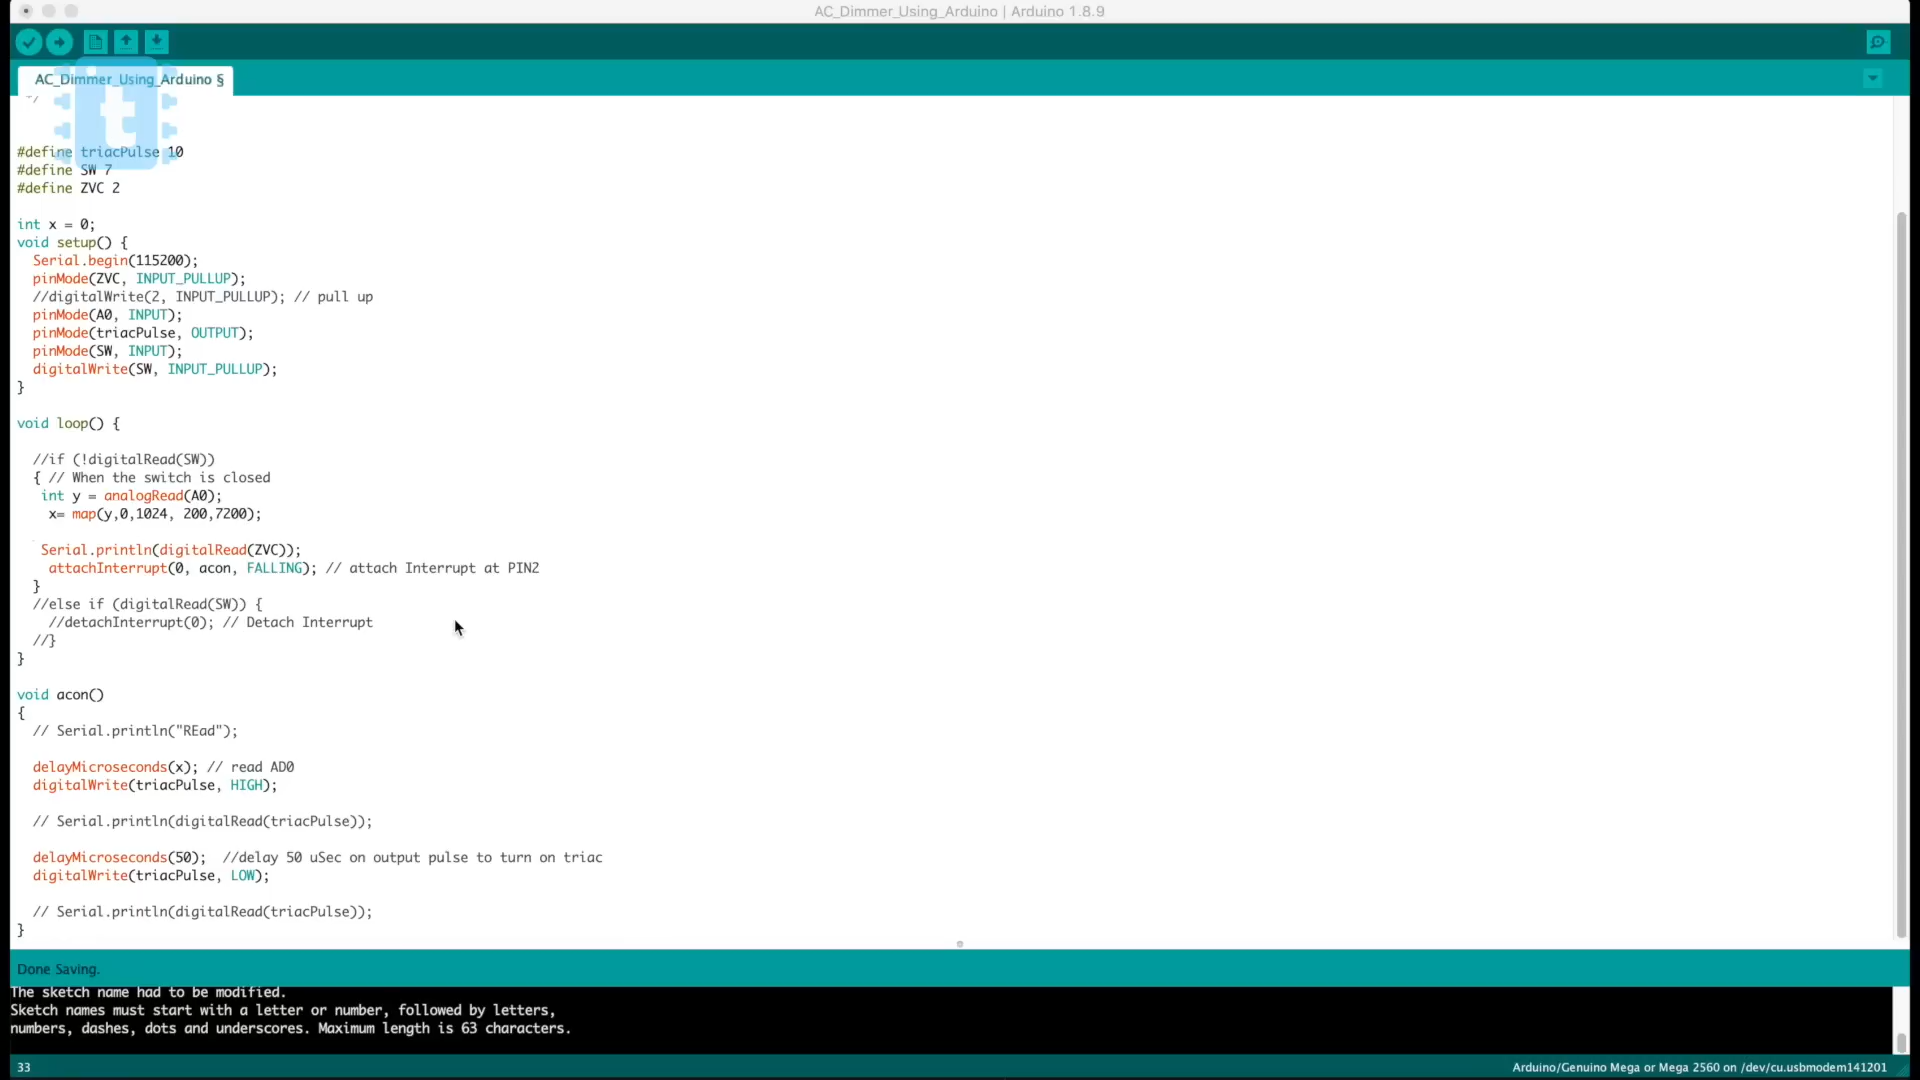 AC_Dimmer_Using_Arduino | Arduino 1.8.9
AC_Dimmer_Using_Arduino §
*/
#define triacPulse 10
#define SW 7
#define ZVC 2
int x = 0;
void setup() {
Serial.begin(115200);
pinMode(ZVC, INPUT_PULLUP);
//digitalWrite(2, INPUT_PULLUP); // pull up
pinMode(A0, INPUT);
pinMode(triacPulse, OUTPUT);
pinMode(SW, INPUT);
digitalWrite(SW, INPUT_PULLUP);
}
void loop() {
//if (!digitalRead(SW))
{ // When the switch is closed
int y = analogRead(A0);
x= map(y,0,1024, 200,7200);
Serial.println(digitalRead(ZVC));
attachInterrupt(0, acon, FALLING); // attach Interrupt at PIN2
}
//else if (digitalRead(SW)) {
//detachInterrupt(0); // Detach Interrupt
//}
}
void acon()
{
// Serial.println("REad");
delayMicroseconds(x); // read AD0
digitalWrite(triacPulse, HIGH);
// Serial.println(digitalRead(triacPulse));
delayMicroseconds(50);  //delay 50 uSec on output pulse to turn on triac
digitalWrite(triacPulse, LOW);
// Serial.println(digitalRead(triacPulse));
}
Done Saving.
The sketch name had to be modified.
Sketch names must start with a letter or number, followed by letters,
numbers, dashes, dots and underscores. Maximum length is 63 characters.
33
Arduino/Genuino Mega or Mega 2560 on /dev/cu.usbmodem141201